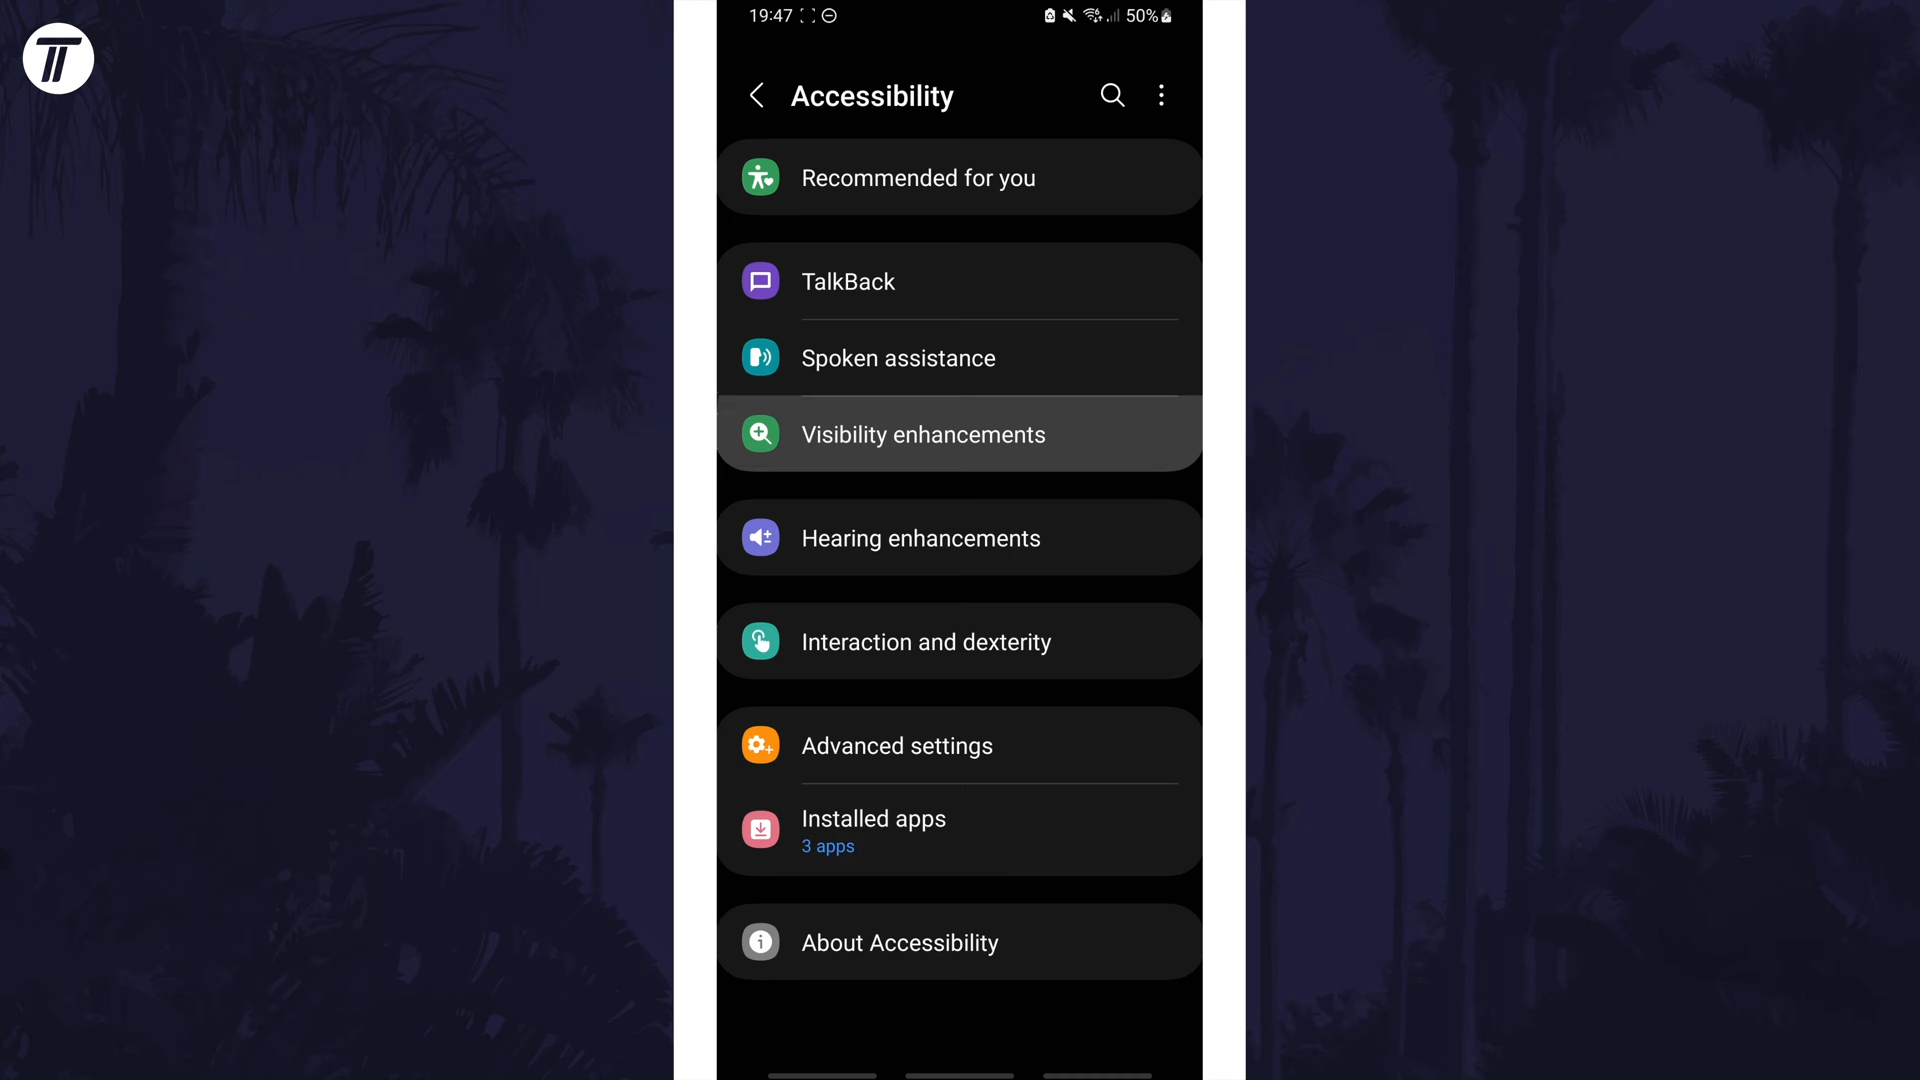 19:47 50%
Accessibility
Recommended for you
TalkBack
Spoken assistance
Visibility enhancements
Hearing enhancements
Interaction and dexterity
Advanced settings
Installed apps
3 apps
About Accessibility